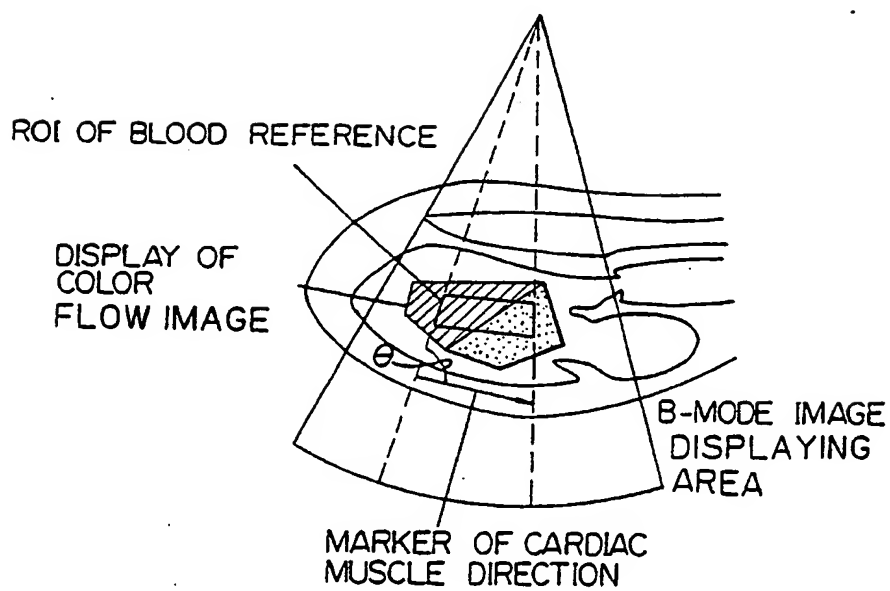 ROI OF BLOOD REFERENCE
DISPLAY OF
COLOR
FLOW IMAGE
θ
B-MODE IMAGE
DISPLAYING
AREA
MARKER OF CARDIAC
MUSCLE DIRECTION